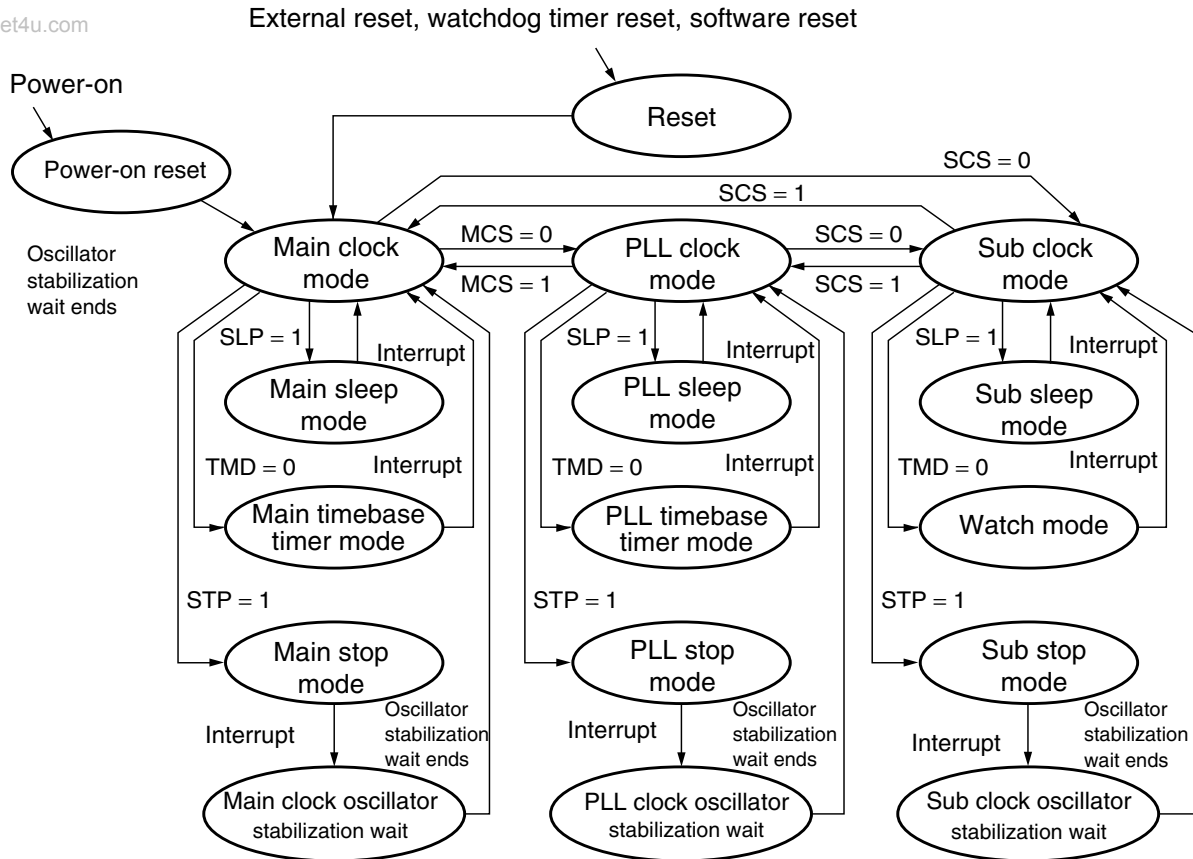 et4u.com
External reset, watchdog timer reset, software reset
Power-on
Reset
Power-on reset
SCS = 0
SCS = 1
Main clock
mode
MCS = 0
MCS = 1
PLL clock
mode
SCS = 0
SCS = 1
Sub clock
mode
Oscillator
stabilization
wait ends
SLP = 1
Interrupt
SLP = 1
Interrupt
SLP = 1
Interrupt
Main sleep
mode
PLL sleep
mode
Sub sleep
mode
TMD = 0
Interrupt
TMD = 0
Interrupt
TMD = 0
Interrupt
Main timebase
timer mode
PLL timebase
timer mode
Watch mode
STP = 1
STP = 1
STP = 1
Main stop
mode
PLL stop
mode
Sub stop
mode
Interrupt
Oscillator
stabilization
wait ends
Interrupt
Oscillator
stabilization
wait ends
Interrupt
Oscillator
stabilization
wait ends
Main clock oscillator
stabilization wait
PLL clock oscillator
stabilization wait
Sub clock oscillator
stabilization wait